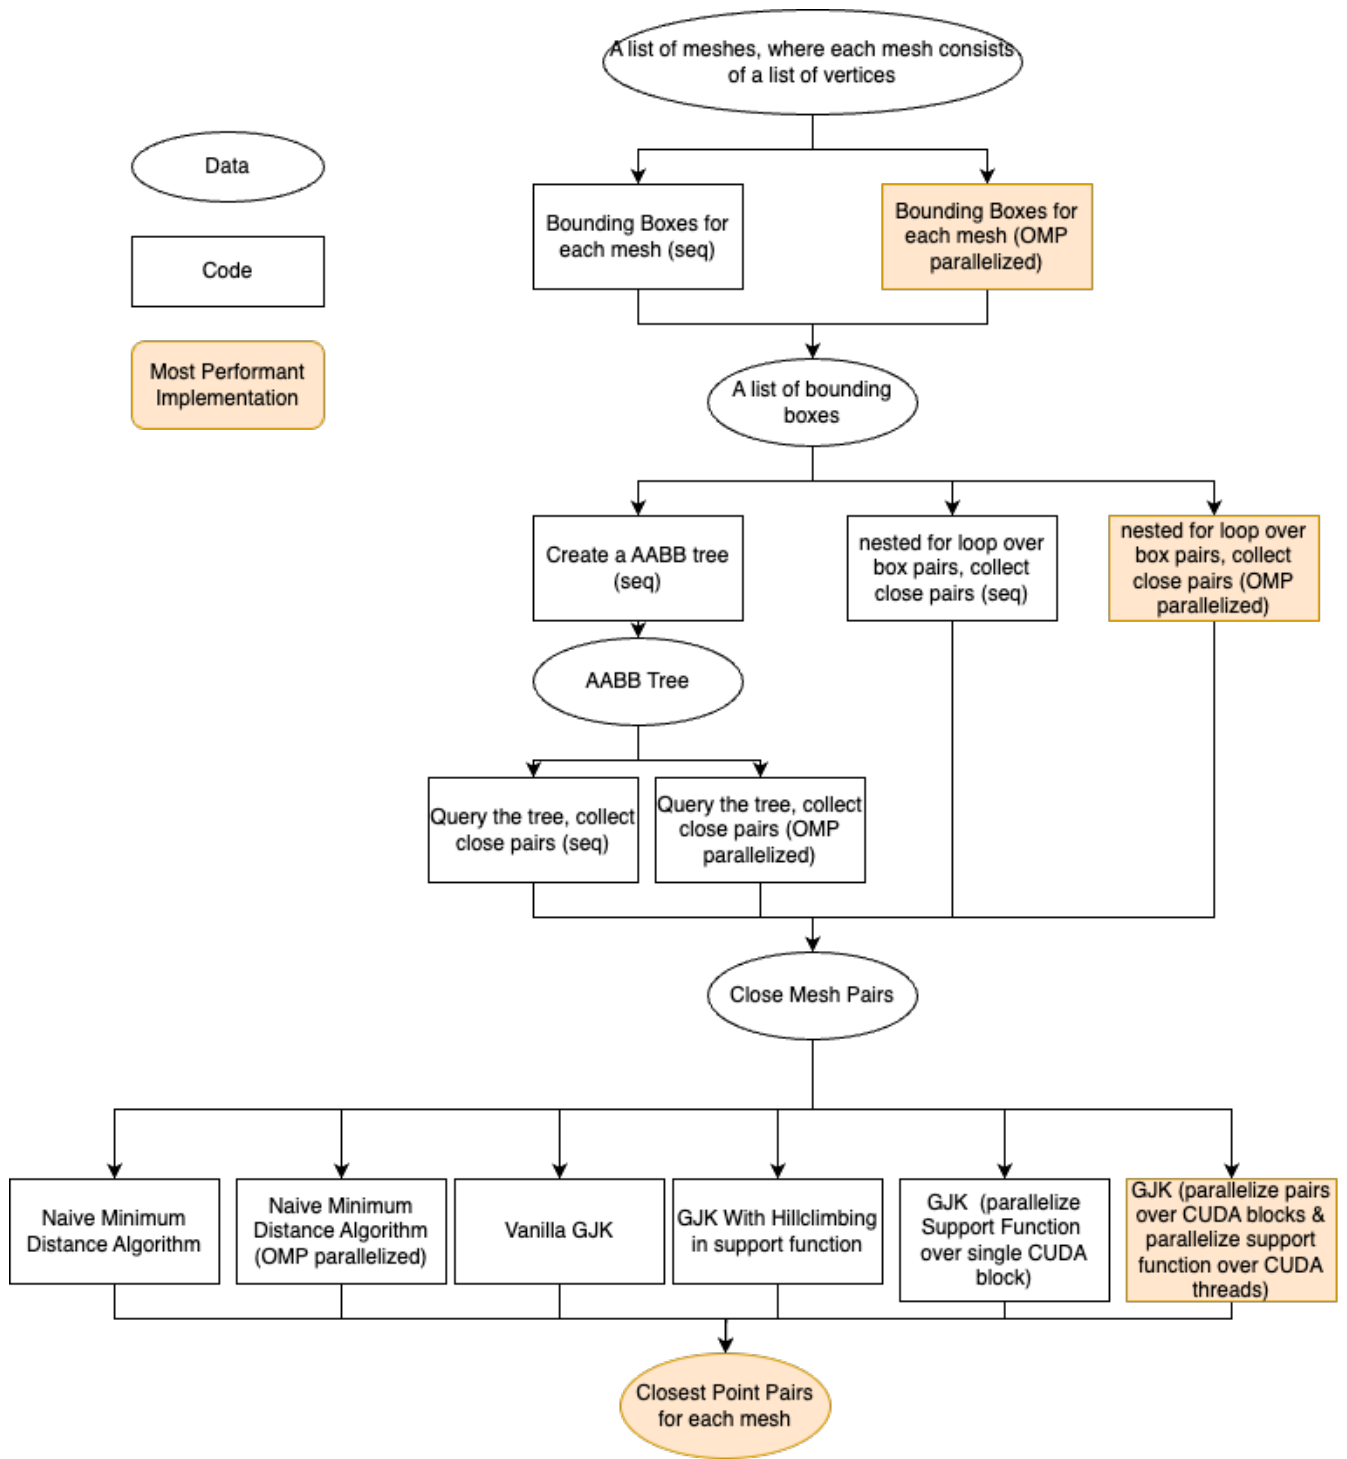 A list of meshes, where each mesh consists
of a list of vertices
Data
Code
Most Performant
Implementation
Bounding Boxes for
each mesh (seq)
Bounding Boxes for
each mesh (OMP
parallelized)
A list of bounding
boxes
Create a AABB tree
(seq)
nested for loop over
box pairs, collect
close pairs (seq)
nested for loop over
box pairs, collect
close pairs (OMP
parallelized)
AABB Tree
Query the tree, collect
close pairs (seq)
Query the tree, collect
close pairs (OMP
parallelized)
Close Mesh Pairs
Naive Minimum
Distance Algorithm
Naive Minimum
Distance Algorithm
(OMP parallelized)
Vanilla GJK
GJK With Hillclimbing
in support function
GJK (parallelize
Support Function
over single CUDA
block)
GJK (parallelize pairs
over CUDA blocks &
parallelize support
function over CUDA
threads)
Closest Point Pairs
for each mesh